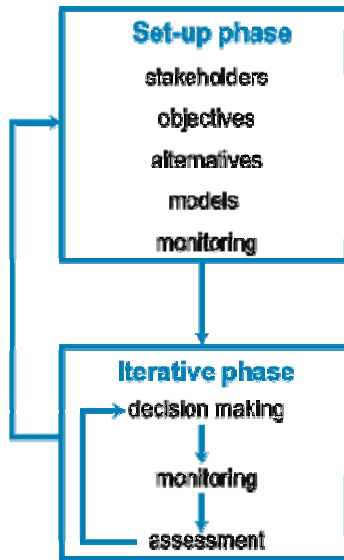 Set-up phase
stakeholders
objectives
alternatives
models
monitoring
Iterative phase
decision making
monitoring
assessment